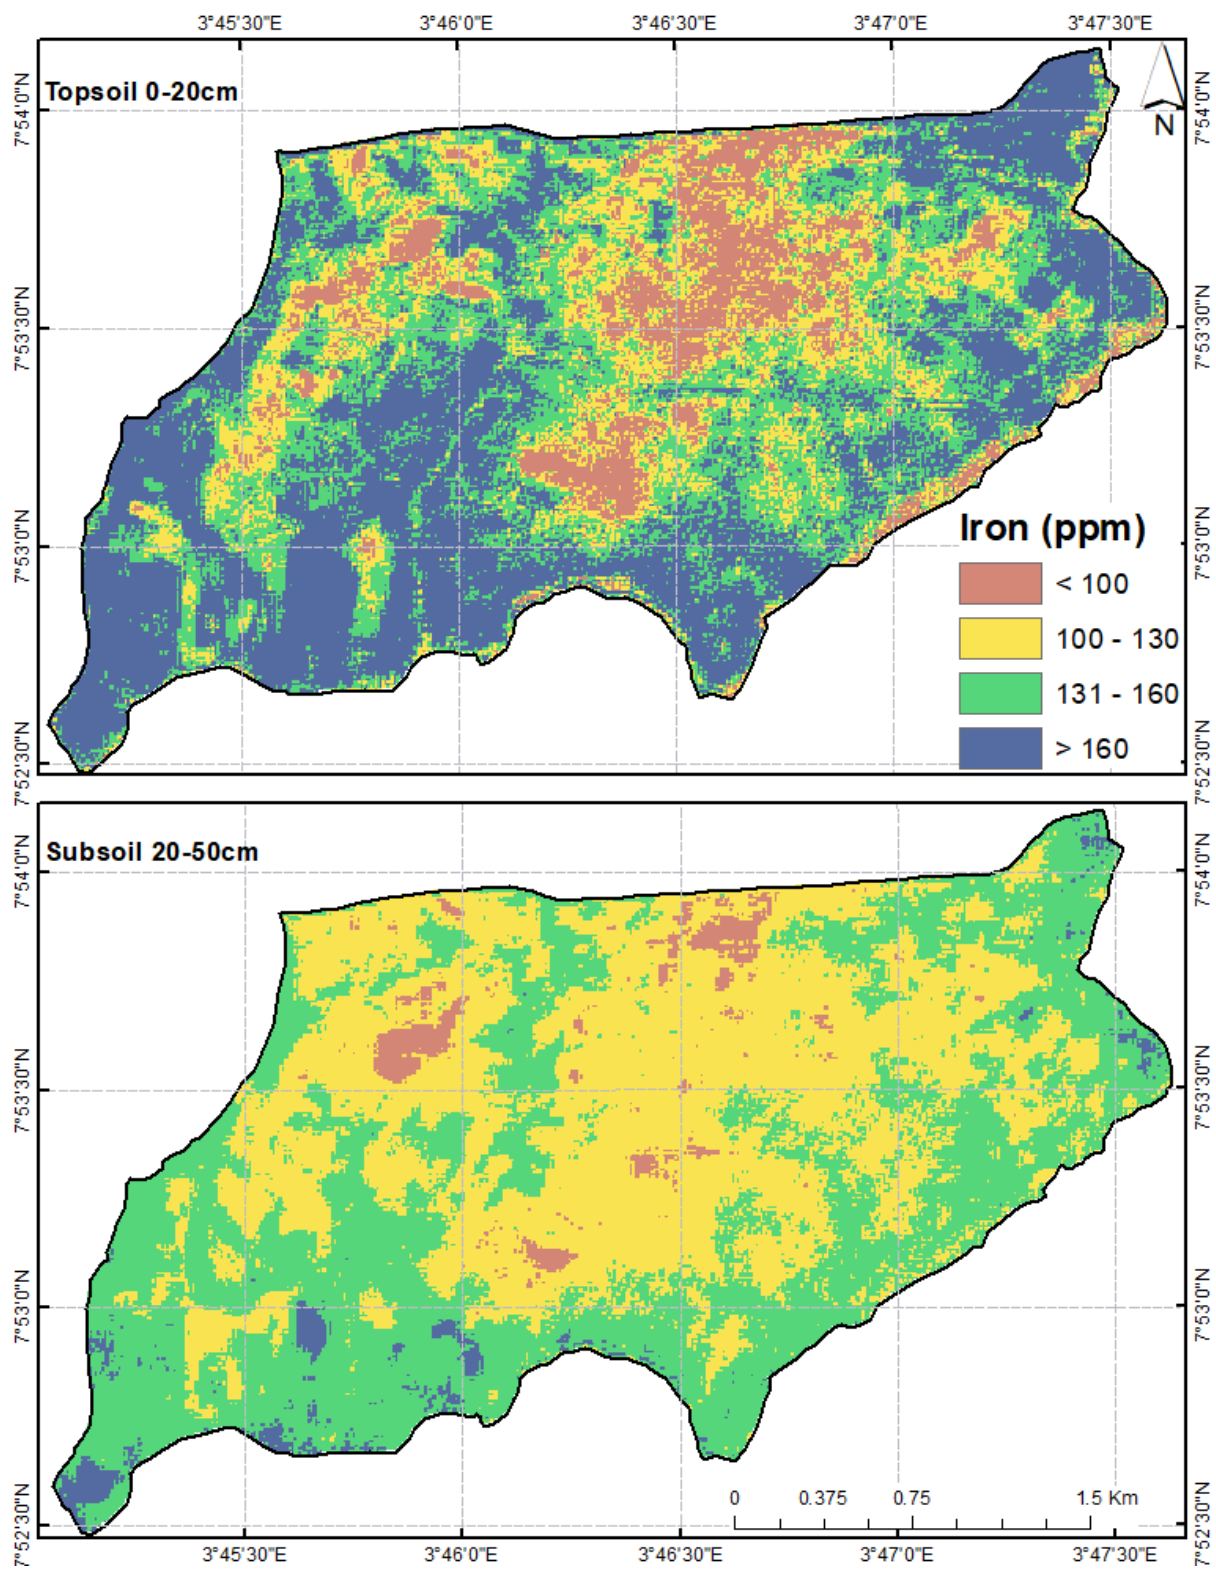 3°45'30"E 3°46'0"E 3°46'30"E 3°47'0"E 3°47'30"E
Topsoil 0-20cm
N
7°54'0"N 7°54'0"N
7°53'30"N 7°53'30"N
7°53'0"N 7°53'0"N
7°52'30"N 7°52'30"N
Iron (ppm)
< 100
100 - 130
131 - 160
> 160
Subsoil 20-50cm
7°54'0"N 7°54'0"N
7°53'30"N 7°53'30"N
7°53'0"N 7°53'0"N
7°52'30"N 7°52'30"N
0 0.375 0.75 1.5 Km
3°45'30"E 3°46'0"E 3°46'30"E 3°47'0"E 3°47'30"E